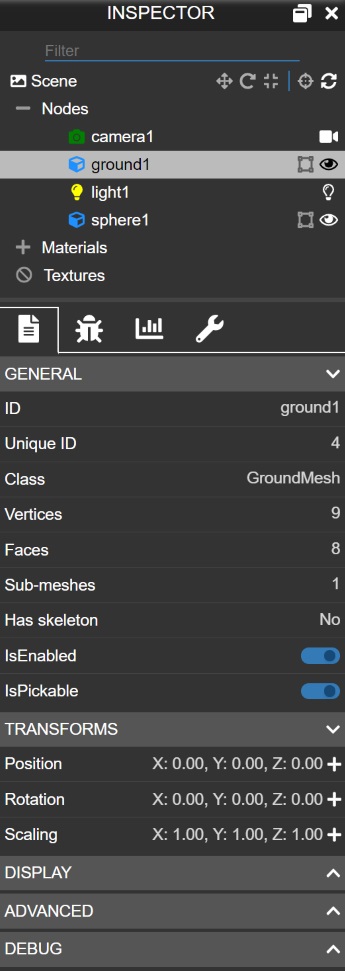 INSPECTOR
Filter
Scene
Nodes
camera1
ground1
light1
sphere1
Materials
Textures
GENERAL
ID ground1
Unique ID 4
Class GroundMesh
Vertices 9
Faces 8
Sub-meshes 1
Has skeleton No
IsEnabled
IsPickable
TRANSFORMS
Position X: 0.00, Y: 0.00, Z: 0.00
Rotation X: 0.00, Y: 0.00, Z: 0.00
Scaling X: 1.00, Y: 1.00, Z: 1.00
DISPLAY
ADVANCED
DEBUG